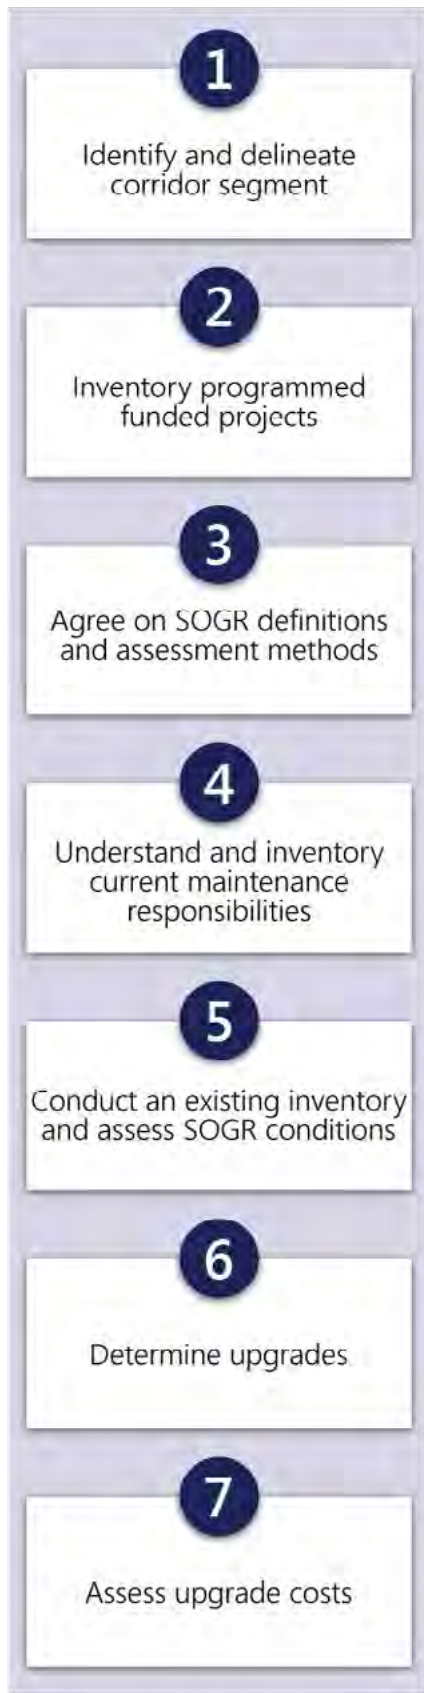 1
Identify and delineate
corridor segment
2
Inventory programmed
funded projects
3
Agree on SOGR definitions
and assessment methods
4
Understand and inventory
current maintenance
responsibilities
5
Conduct an existing inventory
and assess SOGR conditions
6
Determine upgrades
7
Assess upgrade costs